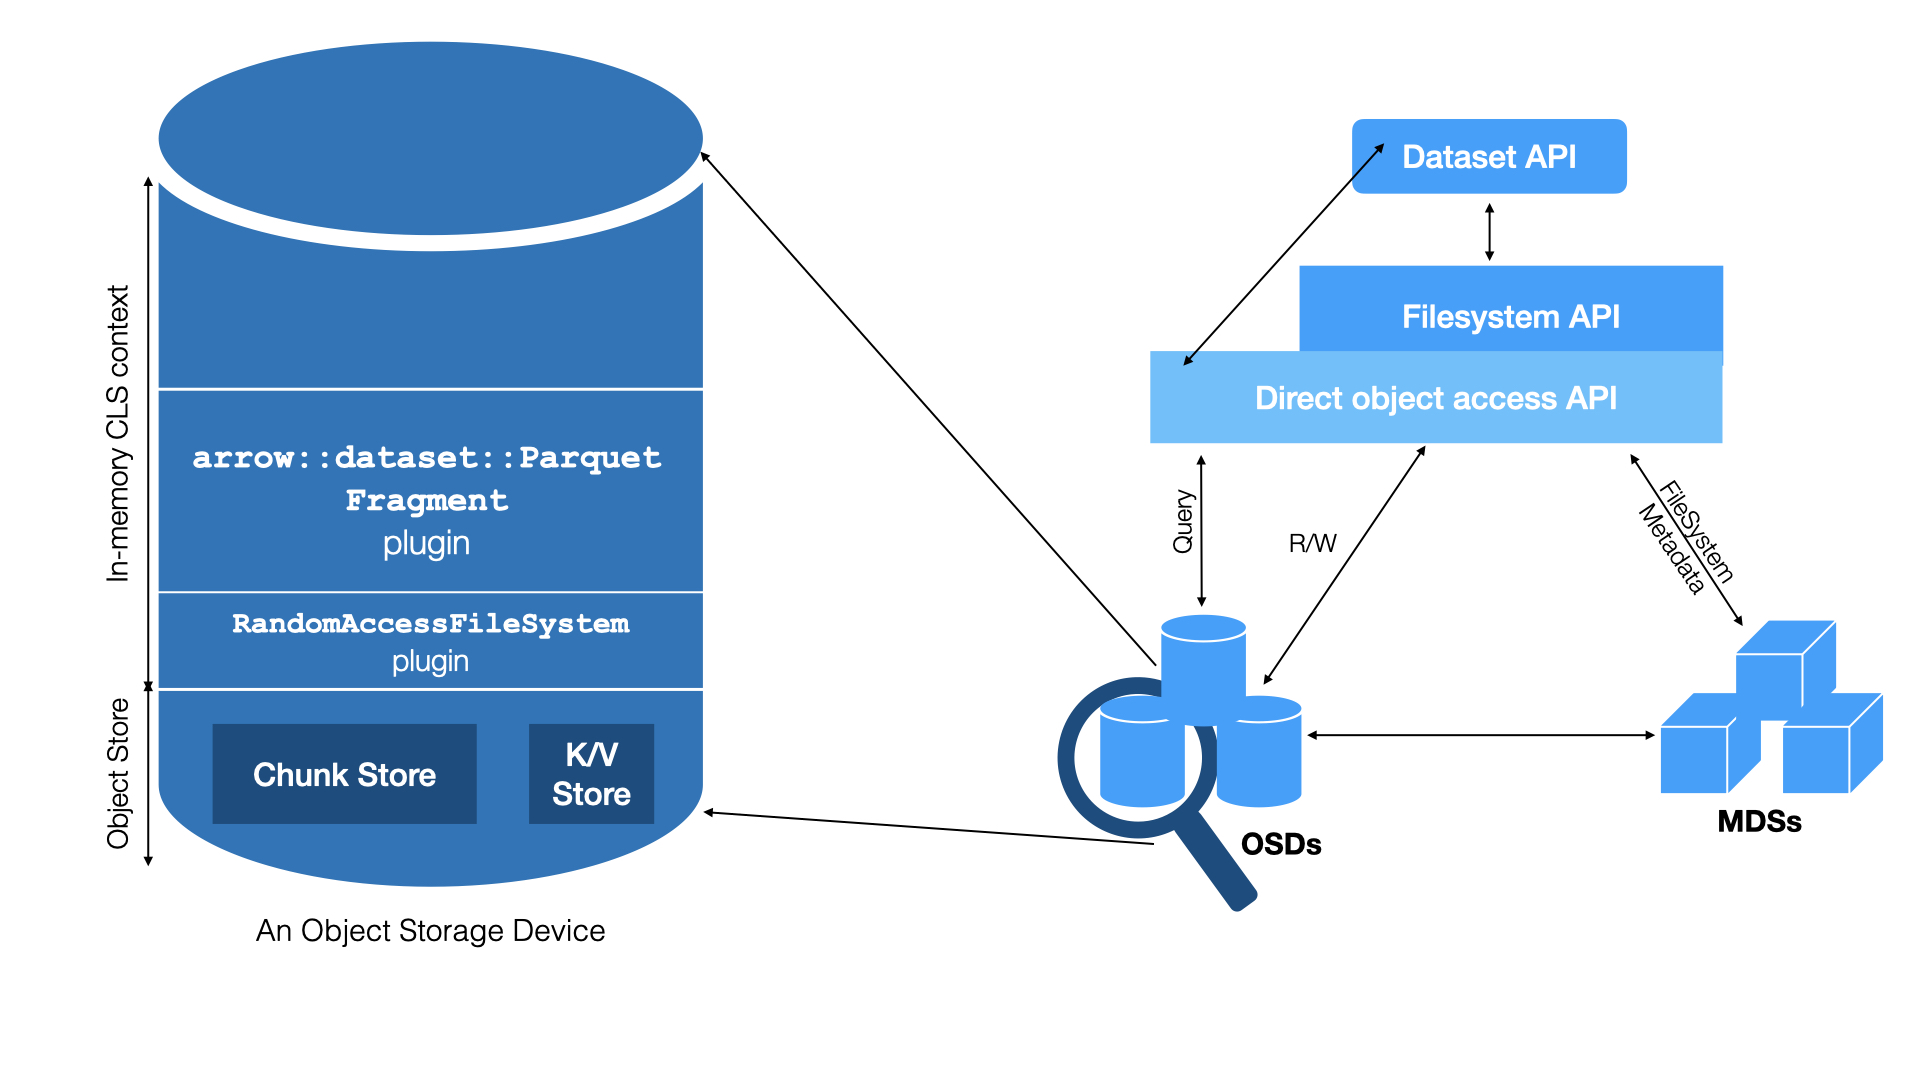 In-memory CLS context
arrow::dataset::Parquet
Fragment
plugin
RandomAccessFileSystem
plugin
Object Store
Chunk Store
K/V
Store
An Object Storage Device
Dataset API
Filesystem API
Direct object access API
Query
R/W
FileSystem
Metadata
OSDs
MDSs